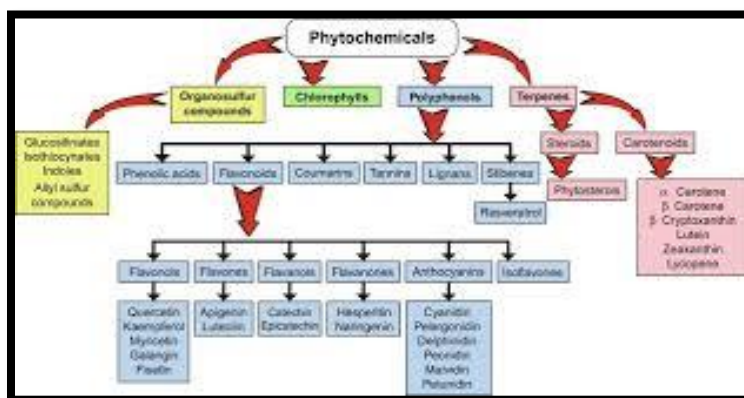 Phytochemicals
Organosulfur
compounds
Chlorophylls
Polyphenols
Terpenes
Glucosilinates
Isothiocynates
Indoles
Allyl sulfur
compounds
Steroids
Carotenoids
Phenolic acids
Flavonoids
Coumarins
Tannins
Lignans
Stilbenes
Phytosterols
Resveratrol
α Carotene
β Carotene
β Cryptoxanthin
Lutein
Zeaxanthin
Lycopene
Flavonols
Flavones
Flavanols
Flavanones
Anthocyanins
Isoflavones
Quercetin
Kaempferol
Myricetin
Galangin
Fisetin
Apigenin
Luteolin
Catechin
Epicatechin
Hesperitin
Naringenin
Cyanidin
Pelargonidin
Delphinidin
Peonidin
Malvidin
Petunidin